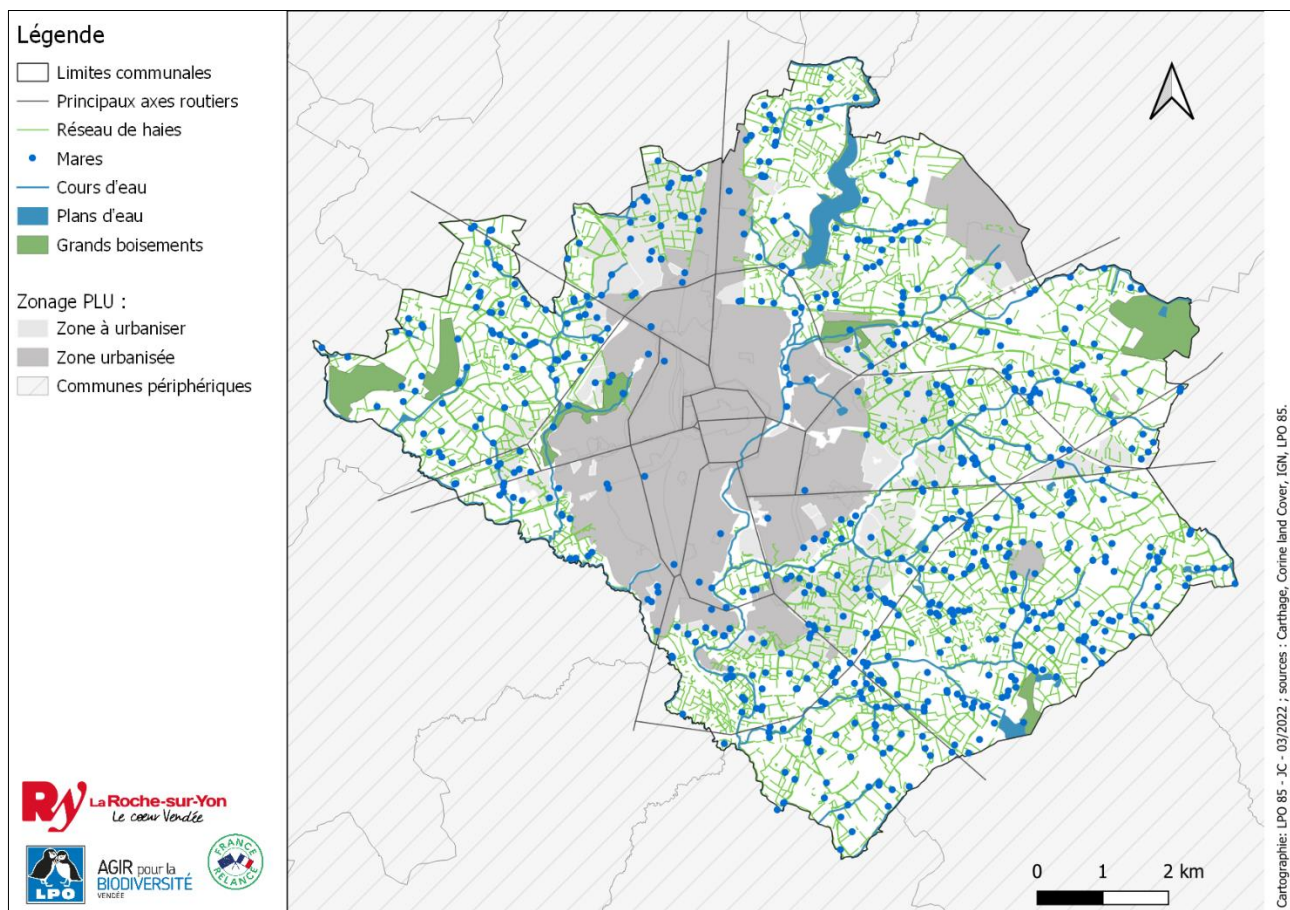 Légende
Limites communales
Principaux axes routiers
Réseau de haies
Mares
Cours d'eau
Plans d'eau
Grands boisements
Zonage PLU :
Zone à urbaniser
Zone urbanisée
Communes périphériques
Ry La Roche-sur-Yon
Le cœur Vendée
LPO
AGIR pour la
BIODIVERSITÉ
VENDÉE
FRANCE
RELANCE
0 1 2 km
Cartographie: LPO 85 - JC - 03/2022 ; sources : Carthage, Corine land Cover, IGN, LPO 85.